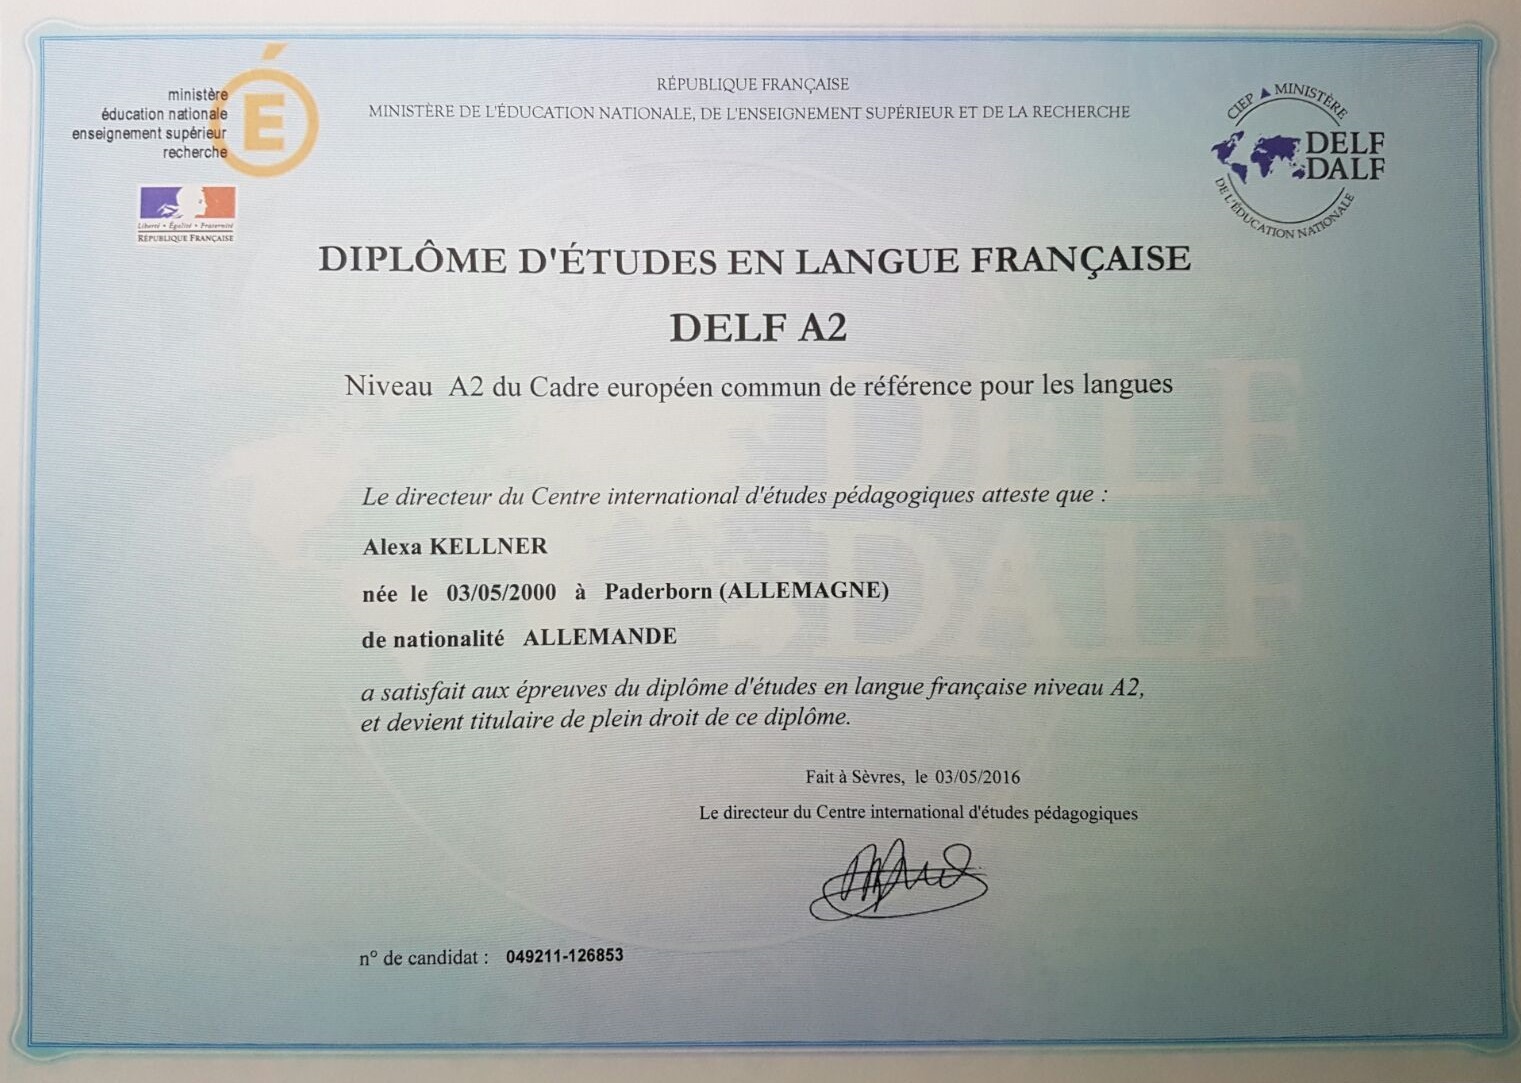 ministère
éducation nationale
enseignement supérieur
recherche
É
Liberté • Égalité • Fraternité
RÉPUBLIQUE FRANÇAISE
RÉPUBLIQUE FRANÇAISE
MINISTÈRE DE L'ÉDUCATION NATIONALE, DE L'ENSEIGNEMENT SUPÉRIEUR ET DE LA RECHERCHE
CIEP MINISTÈRE
DELF
DALF
DE L'ÉDUCATION NATIONALE
DIPLÔME D'ÉTUDES EN LANGUE FRANÇAISE
DELF A2
Niveau A2 du Cadre européen commun de référence pour les langues
DELF
DALF
Le directeur du Centre international d'études pédagogiques atteste que :
Alexa KELLNER
née le 03/05/2000 à Paderborn (ALLEMAGNE)
de nationalité ALLEMANDE
a satisfait aux épreuves du diplôme d'études en langue française niveau A2,
et devient titulaire de plein droit de ce diplôme.
Fait à Sèvres, le 03/05/2016
Le directeur du Centre international d'études pédagogiques
n° de candidat : 049211-126853